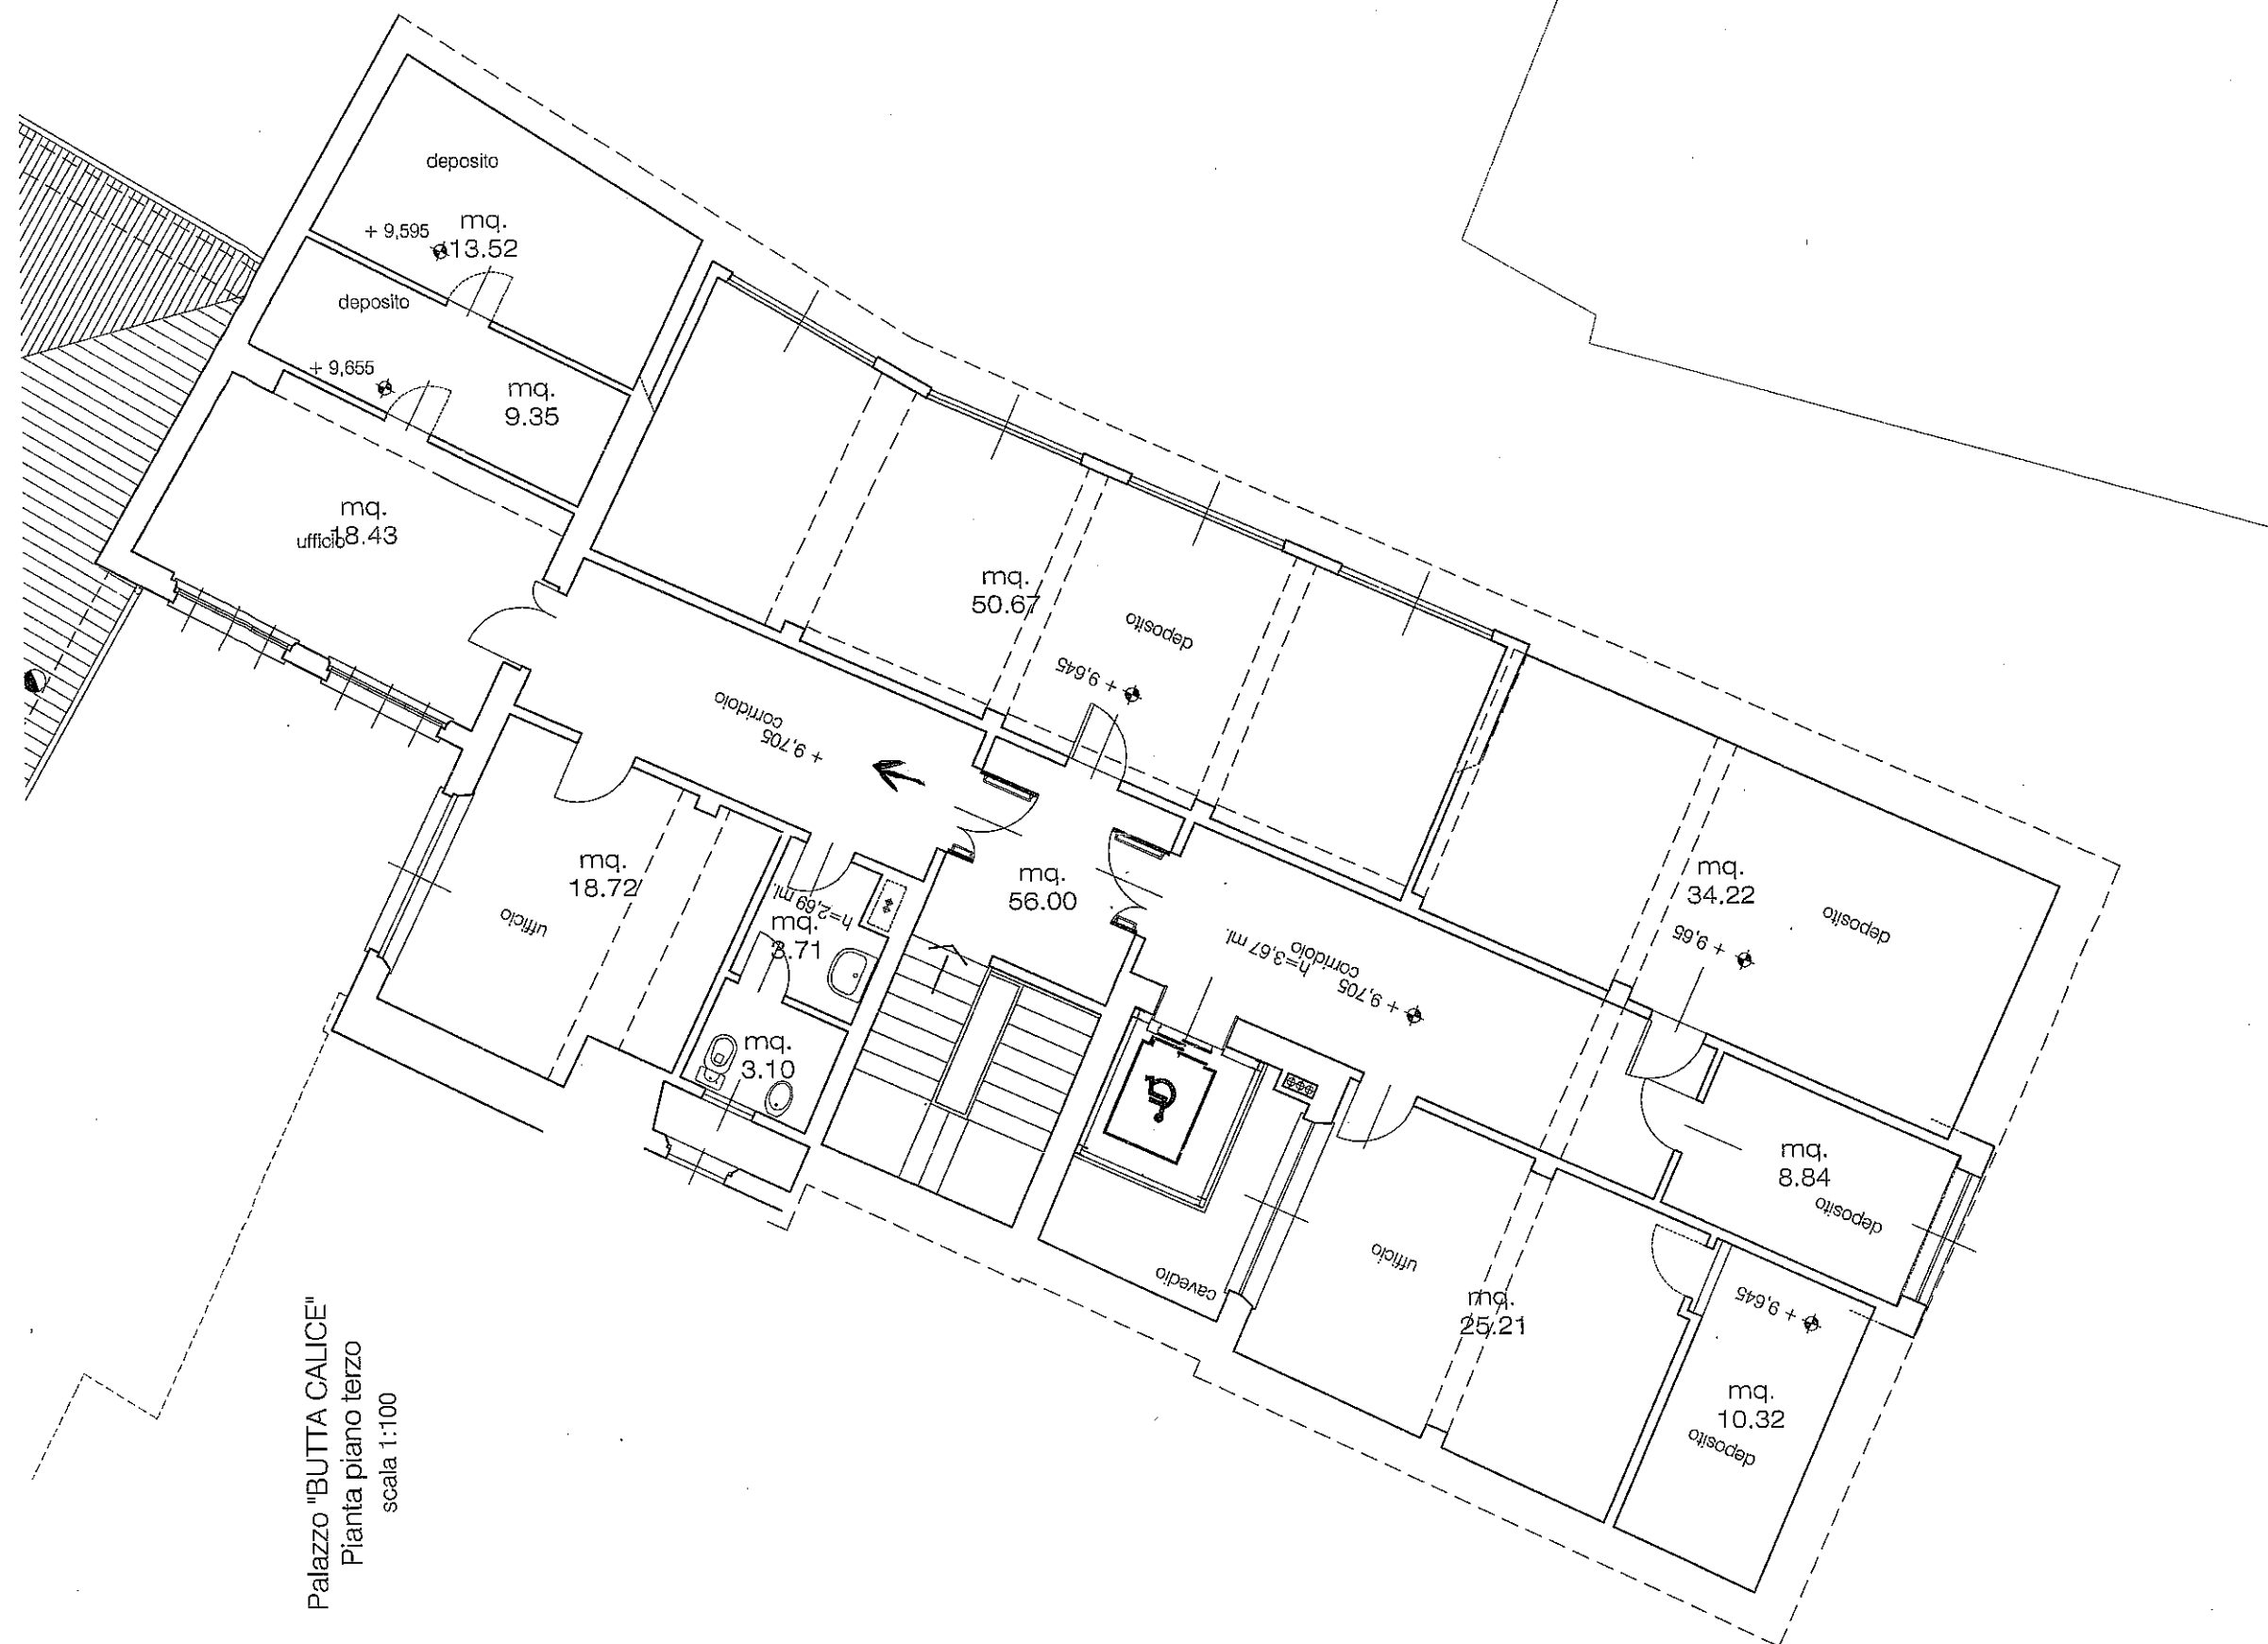 deposito
+ 9,595
mq.
13.52
deposito
+ 9,655
mq.
9.35
mq.
18.43
ufficio
mq.
50.67
deposito
+ 9,645
corridoio
+ 9,705
mq.
18.72
ufficio
h=2,69 ml.
mq.
3.71
mq.
3.10
mq.
56.00
h=3,67 ml.
corridoio
+ 9,705
mq.
34.22
deposito
+ 9,65
mq.
8.84
deposito
ufficio
mq.
25.21
cavedio
+ 9,645
mq.
10.32
deposito
Palazzo "BUTTA CALICE"
Pianta piano terzo
scala 1:100